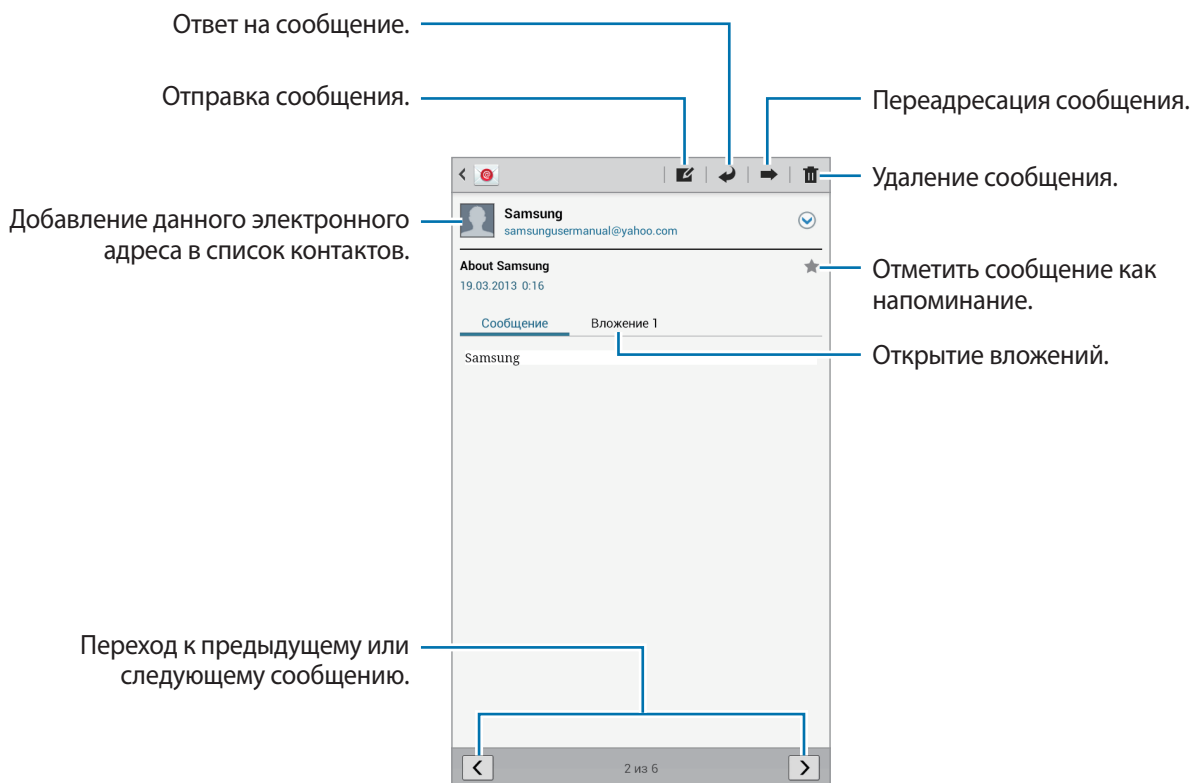 Ответ на сообщение.
Отправка сообщения.
Переадресация сообщения.
Удаление сообщения.
Добавление данного электронного
адреса в список контактов.
Samsung
samsungusermanual@yahoo.com
About Samsung
19.03.2013 0:16
Отметить сообщение как
напоминание.
Сообщение
Вложение 1
Открытие вложений.
Samsung
Переход к предыдущему или
следующему сообщению.
2 из 6